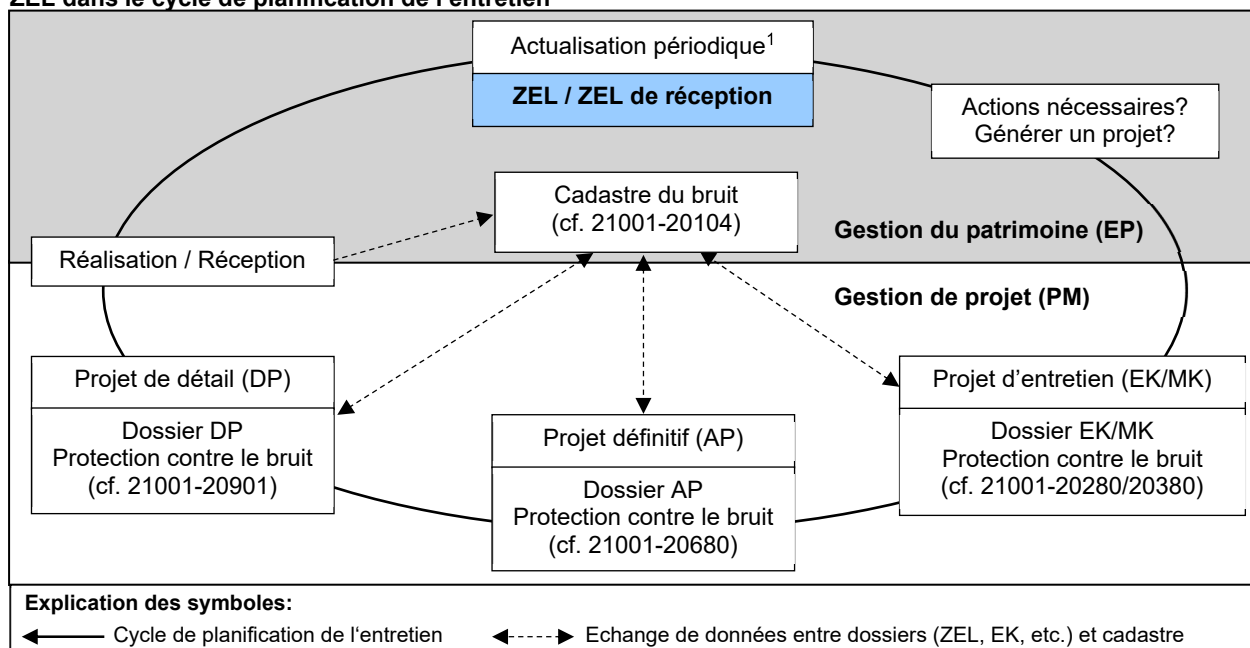 ZEL dans le cycle de planification de l'entretien
Actualisation périodique¹
ZEL / ZEL de réception
Actions nécessaires?
Générer un projet?
Cadastre du bruit
(cf. 21001-20104)
Gestion du patrimoine (EP)
Réalisation / Réception
Gestion de projet (PM)
Projet de détail (DP)
Dossier DP
Protection contre le bruit
(cf. 21001-20901)
Projet définitif (AP)
Dossier AP
Protection contre le bruit
(cf. 21001-20680)
Projet d'entretien (EK/MK)
Dossier EK/MK
Protection contre le bruit
(cf. 21001-20280/20380)
Explication des symboles:
Cycle de planification de l'entretien
Echange de données entre dossiers (ZEL, EK, etc.) et cadastre